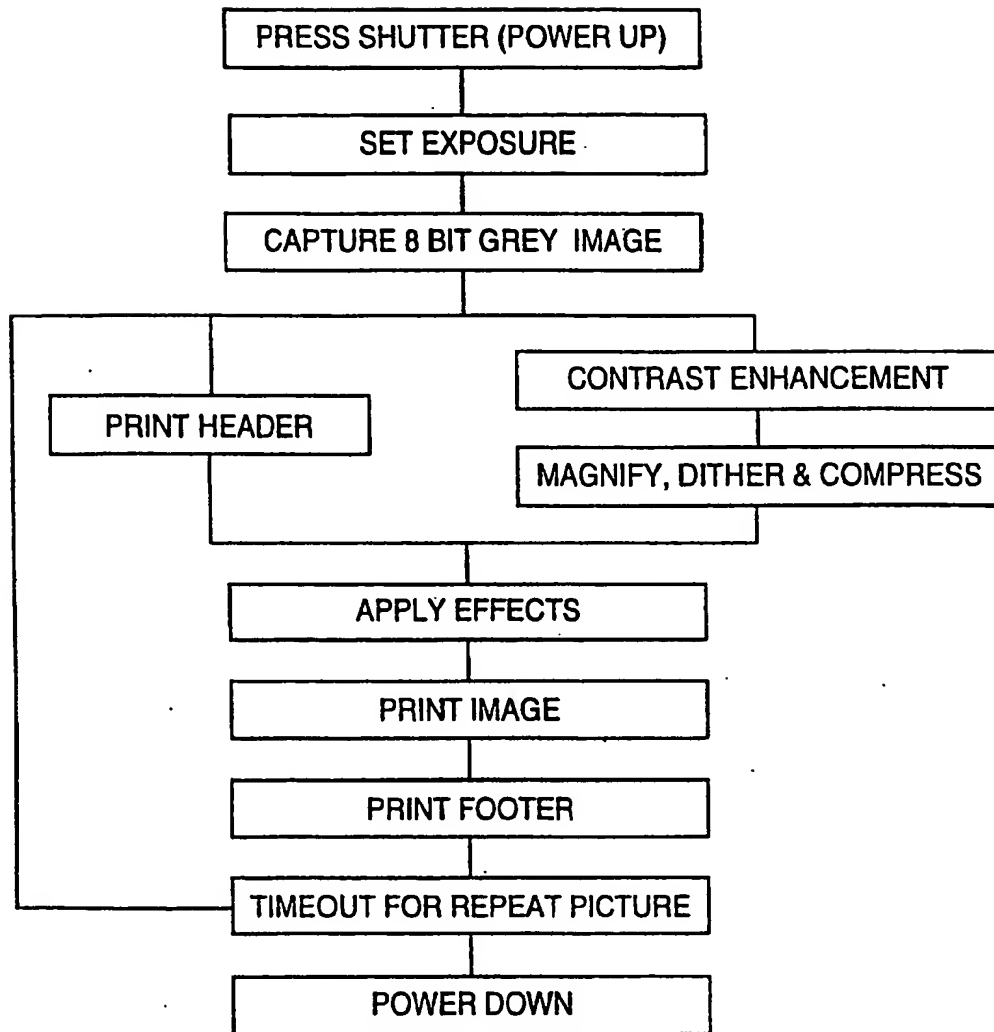 PRESS SHUTTER (POWER UP)
SET EXPOSURE
CAPTURE 8 BIT GREY IMAGE
CONTRAST ENHANCEMENT
PRINT HEADER
MAGNIFY, DITHER & COMPRESS
APPLY EFFECTS
PRINT IMAGE
PRINT FOOTER
TIMEOUT FOR REPEAT PICTURE
POWER DOWN